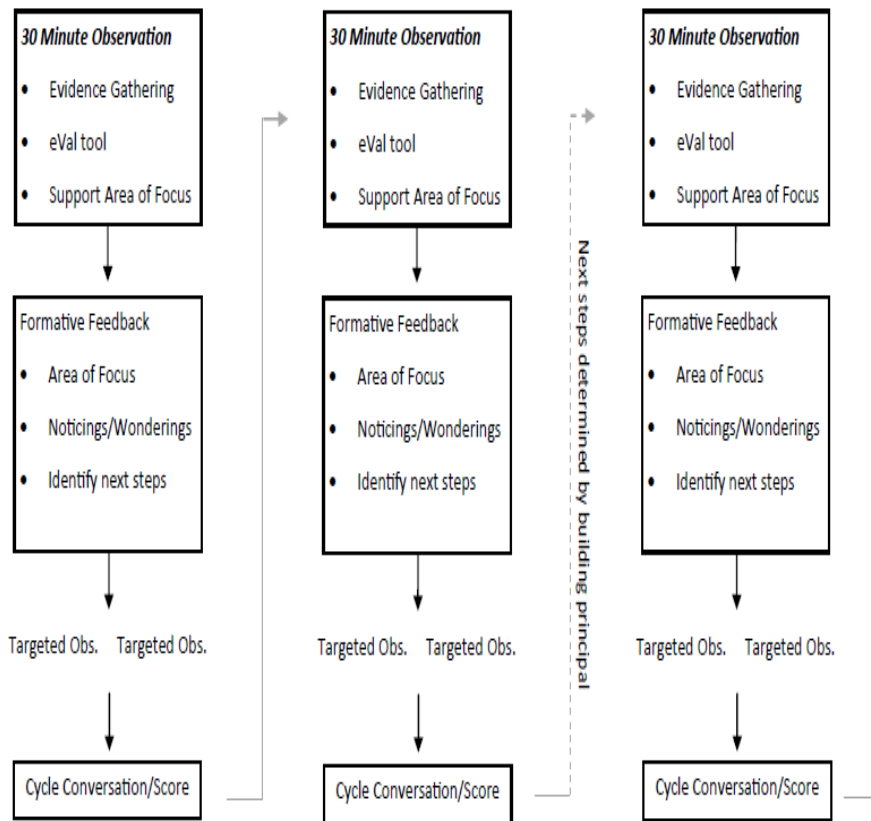 30 Minute Observation
• Evidence Gathering
• eVal tool
• Support Area of Focus
Formative Feedback
• Area of Focus
• Noticings/Wonderings
• Identify next steps
Targeted Obs. Targeted Obs.
Cycle Conversation/Score
30 Minute Observation
• Evidence Gathering
• eVal tool
• Support Area of Focus
Formative Feedback
• Area of Focus
• Noticings/Wonderings
• Identify next steps
Targeted Obs. Targeted Obs.
Cycle Conversation/Score
Next steps determined by building principal
30 Minute Observation
• Evidence Gathering
• eVal tool
• Support Area of Focus
Formative Feedback
• Area of Focus
• Noticings/Wonderings
• Identify next steps
Targeted Obs. Targeted Obs.
Cycle Conversation/Score